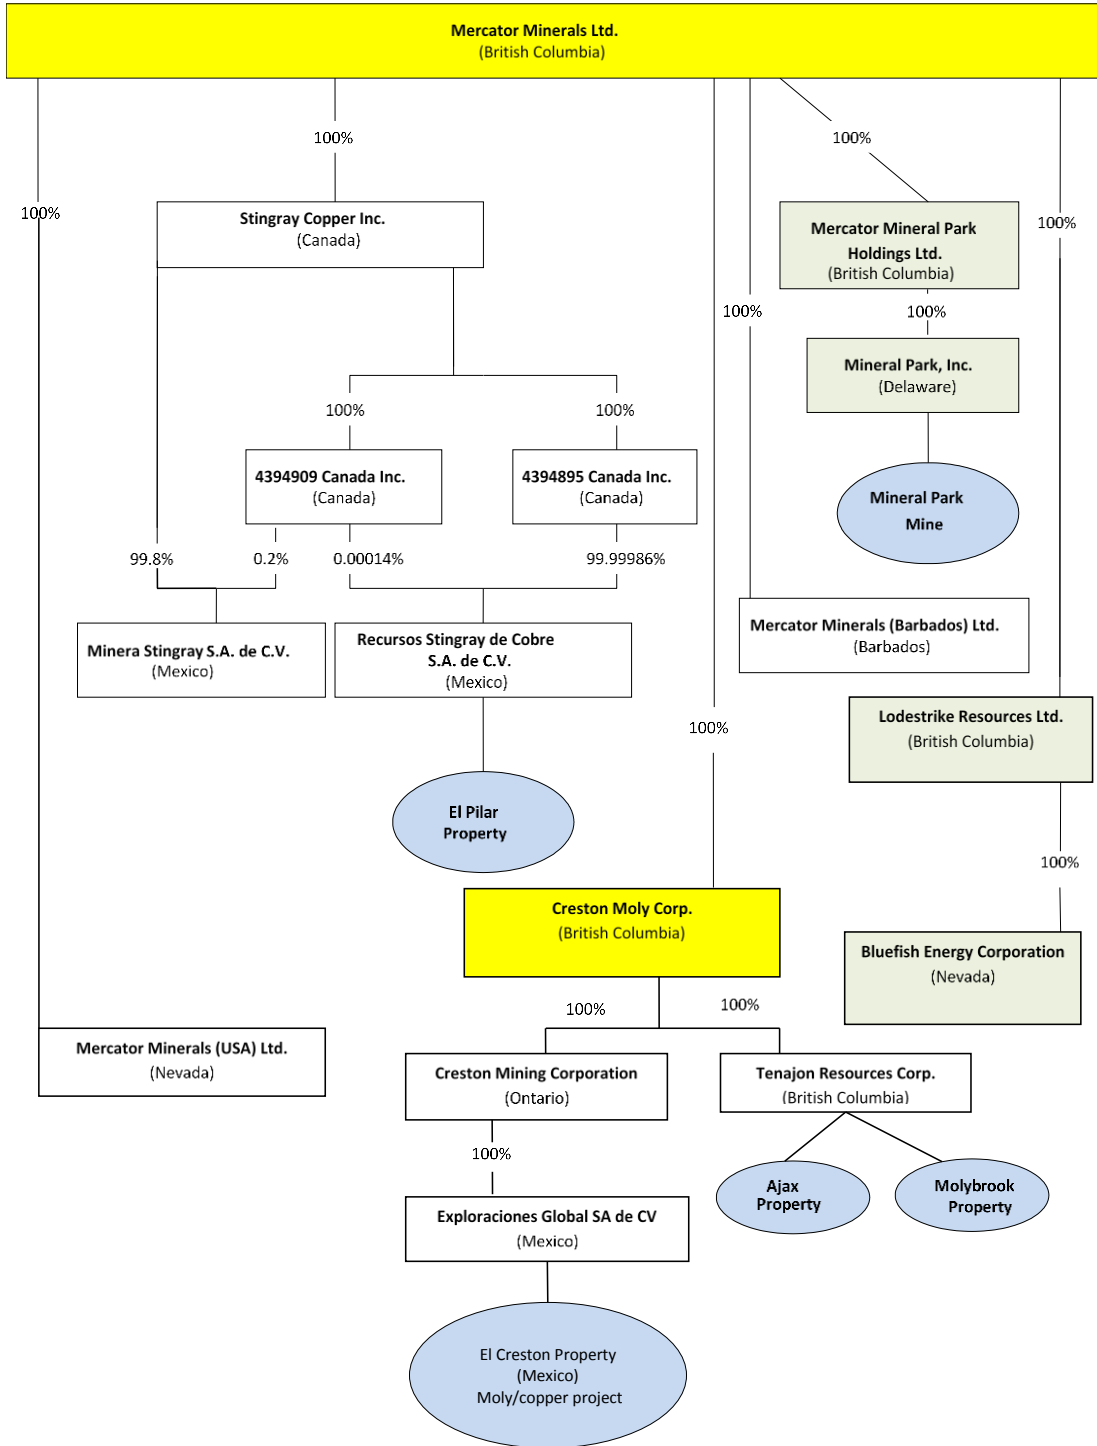 Mercator Minerals Ltd.
(British Columbia)
100%
100%
100%
100%
100%
Stingray Copper Inc.
(Canada)
Mercator Mineral Park
Holdings Ltd.
(British Columbia)
100%
100%
Mineral Park, Inc.
(Delaware)
100%
100%
4394909 Canada Inc.
(Canada)
4394895 Canada Inc.
(Canada)
Mineral Park
Mine
99.8%
0.2%
0.00014%
99.99986%
Minera Stingray S.A. de C.V.
(Mexico)
Recursos Stingray de Cobre
S.A. de C.V.
(Mexico)
Mercator Minerals (Barbados) Ltd.
(Barbados)
100%
Lodestrike Resources Ltd.
(British Columbia)
El Pilar
Property
100%
Creston Moly Corp.
(British Columbia)
Bluefish Energy Corporation
(Nevada)
100%
100%
Mercator Minerals (USA) Ltd.
(Nevada)
Creston Mining Corporation
(Ontario)
Tenajon Resources Corp.
(British Columbia)
100%
Ajax
Property
Molybrook
Property
Exploraciones Global SA de CV
(Mexico)
El Creston Property
(Mexico)
Moly/copper project